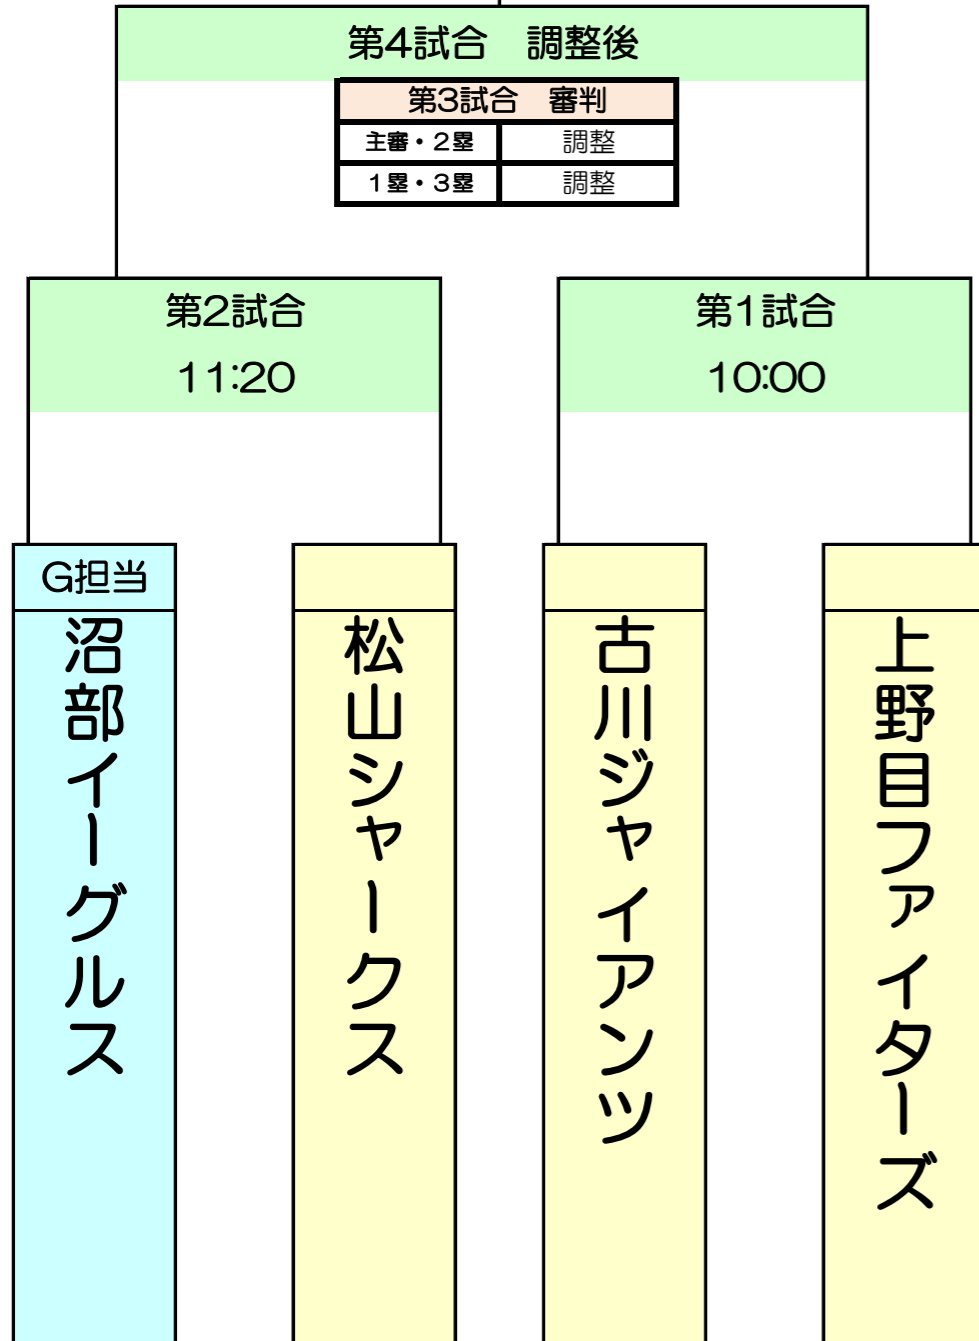 第4試合　調整後
第3試合　審判
主審・2塁　調整
1塁・3塁　調整
第2試合
11:20
第1試合
10:00
G担当
沼部イーグルス
松山シャークス
古川ジャイアンツ
上野目ファイターズ